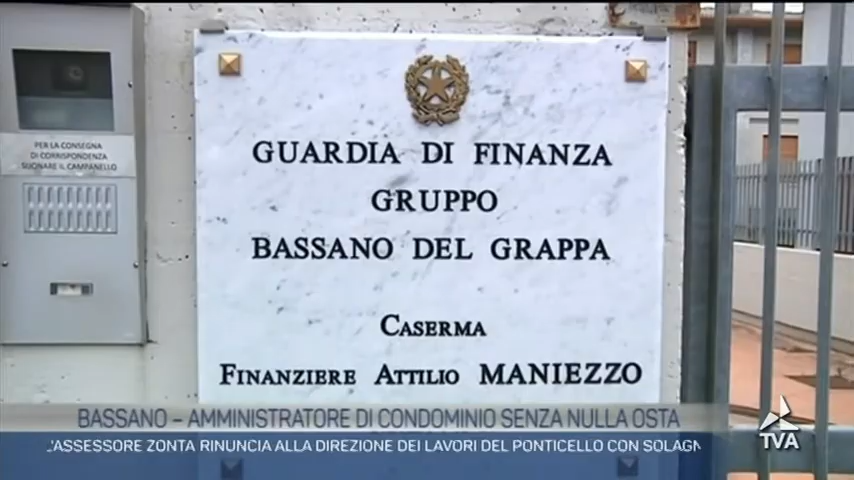 PER LA CONSEGNA
DI CORRISPONDENZA
SUONARE IL CAMPANELLO
GUARDIA DI FINANZA
GRUPPO
BASSANO DEL GRAPPA
CASERMA
FINANZIERE ATTILIO MANIEZZO
BASSANO – AMMINISTRATORE DI CONDOMINIO SENZA NULLA OSTA
L'ASSESSORE ZONTA RINUNCIA ALLA DIREZIONE DEI LAVORI DEL PONTICELLO CON SOLAGN
TVA